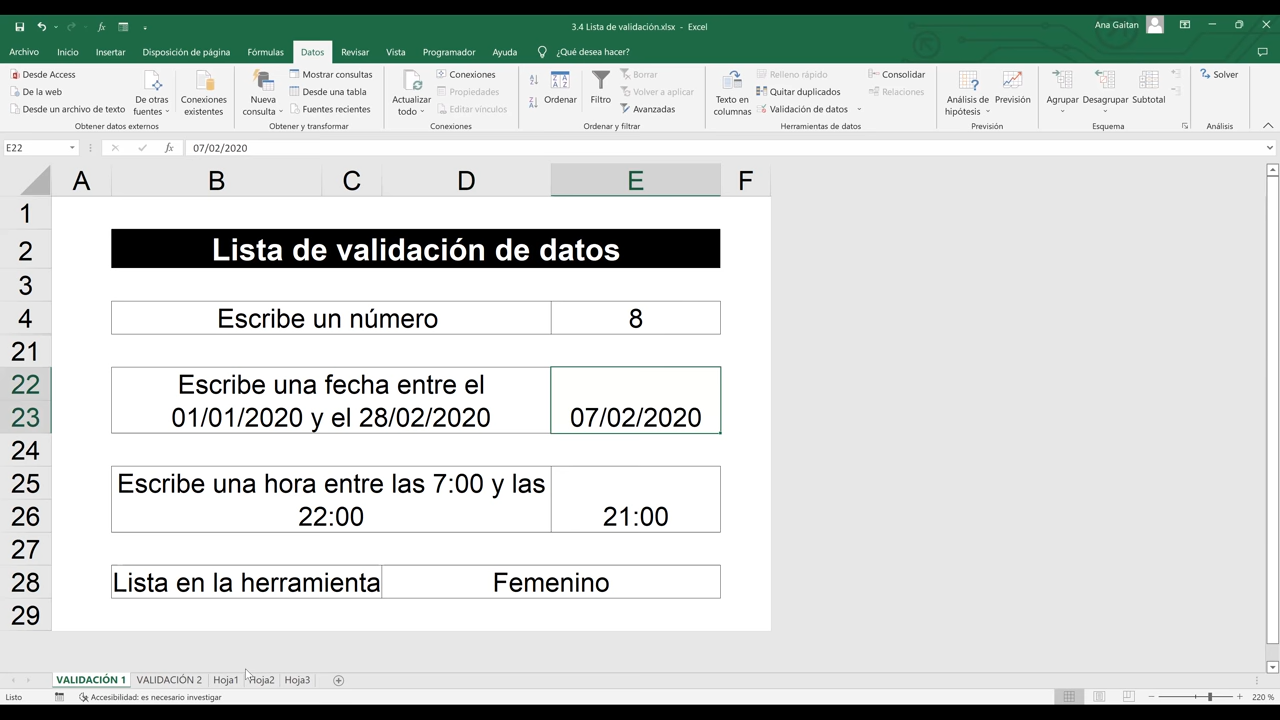 3.4 Lista de validación.xlsx - Excel
Ana Gaitan
Archivo Inicio Insertar Disposición de página Fórmulas Datos Revisar Vista Programador Ayuda ¿Qué desea hacer?
Desde Access
De la web
Desde un archivo de texto
De otras fuentes
Conexiones existentes
Obtener datos externos
Nueva consulta
Mostrar consultas
Desde una tabla
Fuentes recientes
Obtener y transformar
Actualizar todo
Conexiones
Propiedades
Editar vínculos
Conexiones
Ordenar
Filtro
Borrar
Volver a aplicar
Avanzadas
Ordenar y filtrar
Texto en columnas
Relleno rápido
Quitar duplicados
Validación de datos
Consolidar
Relaciones
Herramientas de datos
Análisis de hipótesis
Previsión
Previsión
Agrupar
Desagrupar
Subtotal
Esquema
Solver
Análisis
E22 fx 07/02/2020
A B C D E F
1
2 Lista de validación de datos
3
4 Escribe un número 8
21
22 Escribe una fecha entre el
23 01/01/2020 y el 28/02/2020 07/02/2020
24
25 Escribe una hora entre las 7:00 y las
26 22:00 21:00
27
28 Lista en la herramienta Femenino
29
VALIDACIÓN 1 VALIDACIÓN 2 Hoja1 Hoja2 Hoja3
Listo Accesibilidad: es necesario investigar 220 %